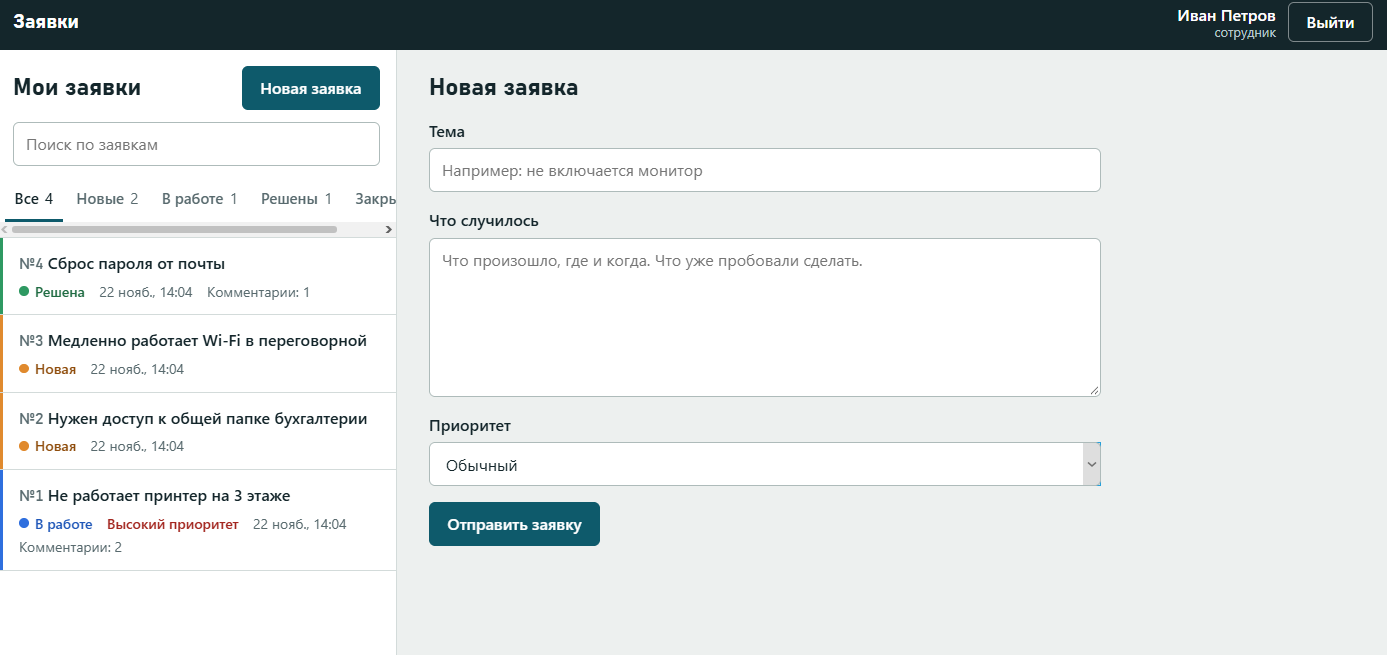 Заявки
Иван Петров
сотрудник
Выйти
Мои заявки
Новая заявка
Поиск по заявкам
Все 4 Новые 2 В работе 1 Решены 1 Закры
№4 Сброс пароля от почты
Решена 22 нояб., 14:04 Комментарии: 1
№3 Медленно работает Wi-Fi в переговорной
Новая 22 нояб., 14:04
№2 Нужен доступ к общей папке бухгалтерии
Новая 22 нояб., 14:04
№1 Не работает принтер на 3 этаже
В работе Высокий приоритет 22 нояб., 14:04
Комментарии: 2
Новая заявка
Тема
Например: не включается монитор
Что случилось
Что произошло, где и когда. Что уже пробовали сделать.
Приоритет
Обычный
Отправить заявку